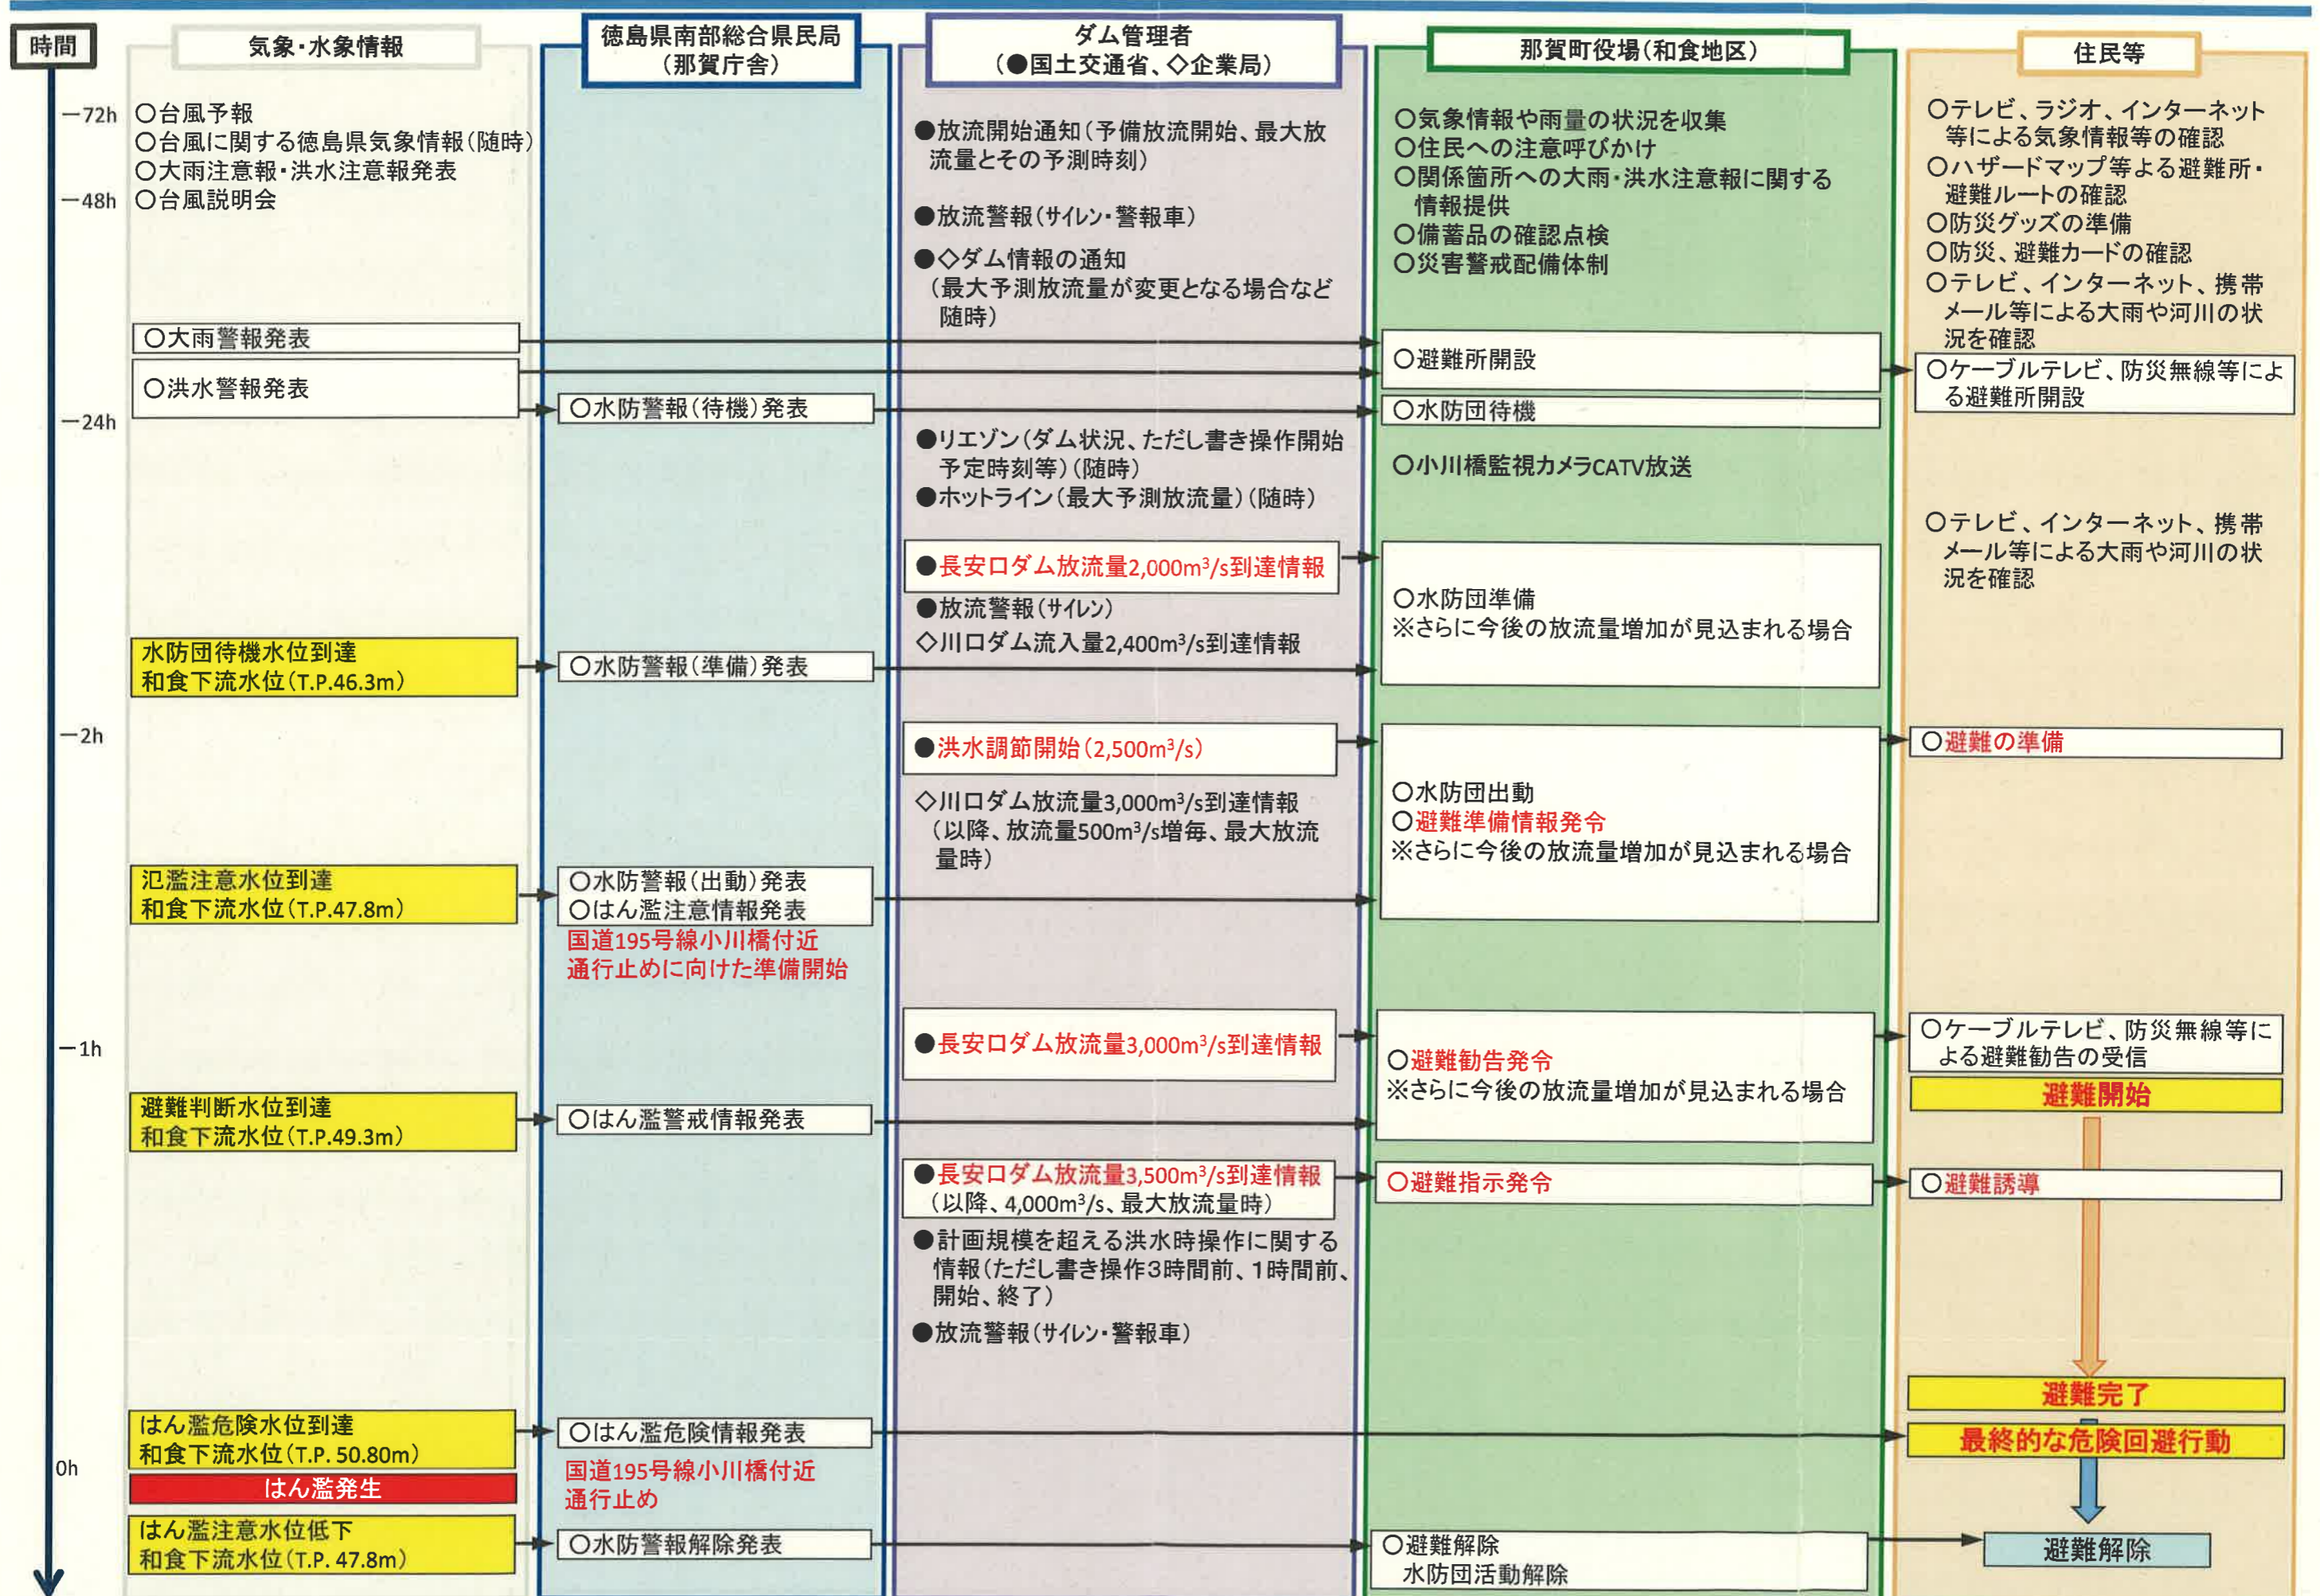 時間
気象・水象情報
徳島県南部総合県民局
（那賀庁舎）
ダム管理者
（●国土交通省、◇企業局）
那賀町役場（和食地区）
住民等
－72h
－48h
－24h
－2h
－1h
0h
○台風予報
○台風に関する徳島県気象情報（随時）
○大雨注意報・洪水注意報発表
○台風説明会
○大雨警報発表
○洪水警報発表
水防団待機水位到達
和食下流水位（T.P.46.3m）
氾濫注意水位到達
和食下流水位（T.P.47.8m）
避難判断水位到達
和食下流水位（T.P.49.3m）
はん濫危険水位到達
和食下流水位（T.P. 50.80m）
はん濫発生
はん濫注意水位低下
和食下流水位（T.P. 47.8m）
○水防警報（待機）発表
○水防警報（準備）発表
○水防警報（出動）発表
○はん濫注意情報発表
国道195号線小川橋付近
通行止めに向けた準備開始
○はん濫警戒情報発表
○はん濫危険情報発表
国道195号線小川橋付近
通行止め
○水防警報解除発表
●放流開始通知（予備放流開始、最大放
流量とその予測時刻）
●放流警報（サイレン・警報車）
●◇ダム情報の通知
（最大予測放流量が変更となる場合など
随時）
●リエゾン（ダム状況、ただし書き操作開始
予定時刻等）（随時）
●ホットライン（最大予測放流量）（随時）
●長安口ダム放流量2,000m³/s到達情報
●放流警報（サイレン）
◇川口ダム流入量2,400m³/s到達情報
●洪水調節開始（2,500m³/s）
◇川口ダム放流量3,000m³/s到達情報
（以降、放流量500m³/s増毎、最大放流
量時）
●長安口ダム放流量3,000m³/s到達情報
●長安口ダム放流量3,500m³/s到達情報
（以降、4,000m³/s、最大放流量時）
●計画規模を超える洪水時操作に関する
情報（ただし書き操作３時間前、１時間前、
開始、終了）
●放流警報（サイレン・警報車）
○気象情報や雨量の状況を収集
○住民への注意呼びかけ
○関係箇所への大雨・洪水注意報に関する
情報提供
○備蓄品の確認点検
○災害警戒配備体制
○避難所開設
○水防団待機
○小川橋監視カメラCATV放送
○水防団準備
※さらに今後の放流量増加が見込まれる場合
○水防団出動
○避難準備情報発令
※さらに今後の放流量増加が見込まれる場合
○避難勧告発令
※さらに今後の放流量増加が見込まれる場合
○避難指示発令
○避難解除
水防団活動解除
○テレビ、ラジオ、インターネット
等による気象情報等の確認
○ハザードマップ等よる避難所・
避難ルートの確認
○防災グッズの準備
○防災、避難カードの確認
○テレビ、インターネット、携帯
メール等による大雨や河川の状
況を確認
○ケーブルテレビ、防災無線等によ
る避難所開設
○テレビ、インターネット、携帯
メール等による大雨や河川の状
況を確認
○避難の準備
○ケーブルテレビ、防災無線等に
よる避難勧告の受信
避難開始
○避難誘導
避難完了
最終的な危険回避行動
避難解除